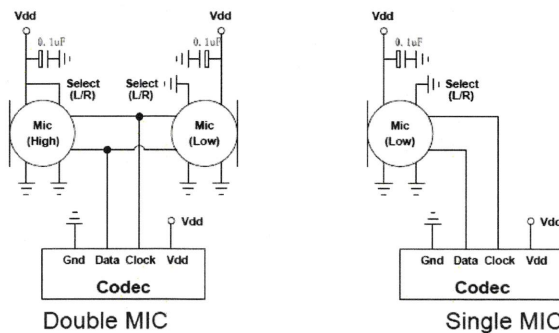 Vdd
0.1uF
Select
(L/R)
Mic
(High)
Vdd
0.1uF
Select
(L/R)
Mic
(Low)
Vdd
Gnd Data Clock Vdd
Codec
Double MIC
Vdd
0.1uF
Select
(L/R)
Mic
(Low)
Vdd
Gnd Data Clock Vdd
Codec
Single MIC